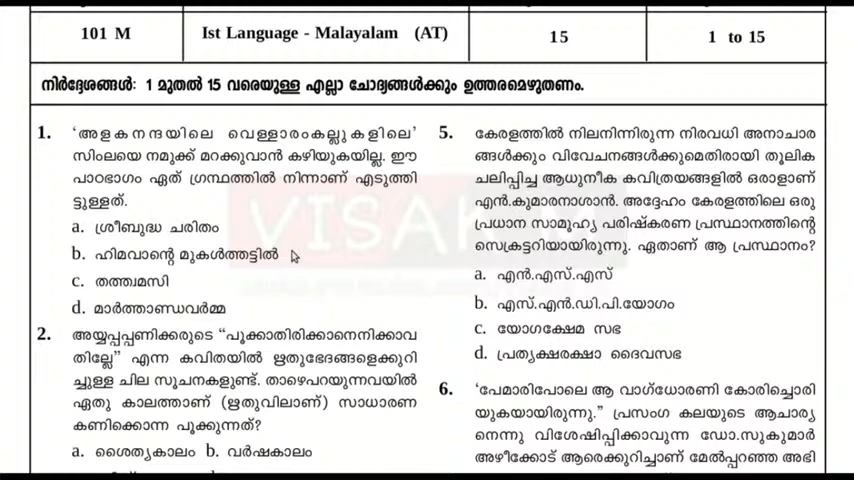 101 M
Ist Language - Malayalam (AT)
15
1 to 15
നിർദ്ദേശങ്ങൾ: 1 മുതൽ 15 വരെയുള്ള എല്ലാ ചോദ്യങ്ങൾക്കും ഉത്തരമെഴുതണം.
1. 'അളകനന്ദയിലെ വെള്ളാരംകല്ലുകളിലെ'
സിംലയെ നമുക്ക് മറക്കുവാൻ കഴിയുകയില്ല. ഈ
പാഠഭാഗം ഏത് ഗ്രന്ഥത്തിൽ നിന്നാണ് എടുത്തി
ട്ടുള്ളത്.
a. ശ്രീബുദ്ധ ചരിതം
b. ഹിമവാന്റെ മുകൾത്തട്ടിൽ
c. തത്ത്വമസി
d. മാർത്താണ്ഡവർമ്മ
2. അയ്യപ്പപ്പണിക്കരുടെ "പൂക്കാതിരിക്കാനെനിക്കാവ
തില്ലേ" എന്ന കവിതയിൽ ഋതുഭേദങ്ങളെക്കുറി
ച്ചുള്ള ചില സൂചനകളുണ്ട്. താഴെപറയുന്നവയിൽ
ഏതു കാലത്താണ് (ഋതുവിലാണ്) സാധാരണ
കണിക്കൊന്ന പൂക്കുന്നത്?
a. ശൈത്യകാലം b. വർഷകാലം
5. കേരളത്തിൽ നിലനിന്നിരുന്ന നിരവധി അനാചാര
ങ്ങൾക്കും വിവേചനങ്ങൾക്കുമെതിരായി തൂലിക
ചലിപ്പിച്ച ആധുനീക കവിത്രയങ്ങളിൽ ഒരാളാണ്
എൻ.കുമാരനാശാൻ. അദ്ദേഹം കേരളത്തിലെ ഒരു
പ്രധാന സാമൂഹ്യ പരിഷ്കരണ പ്രസ്ഥാനത്തിന്റെ
സെക്രട്ടറിയായിരുന്നു. ഏതാണ് ആ പ്രസ്ഥാനം?
a. എൻ.എസ്.എസ്
b. എസ്.എൻ.ഡി.പി.യോഗം
c. യോഗക്ഷേമ സഭ
d. പ്രത്യക്ഷരക്ഷാ ദൈവസഭ
6. 'പേമാരിപോലെ ആ വാഗ്ധോരണി കോരിച്ചൊരി
യുകയായിരുന്നു." പ്രസംഗ കലയുടെ ആചാര്യ
നെന്നു വിശേഷിപ്പിക്കാവുന്ന ഡോ.സുകുമാർ
അഴീക്കോട് ആരെക്കുറിച്ചാണ് മേൽപ്പറഞ്ഞ അഭി
VISAK M